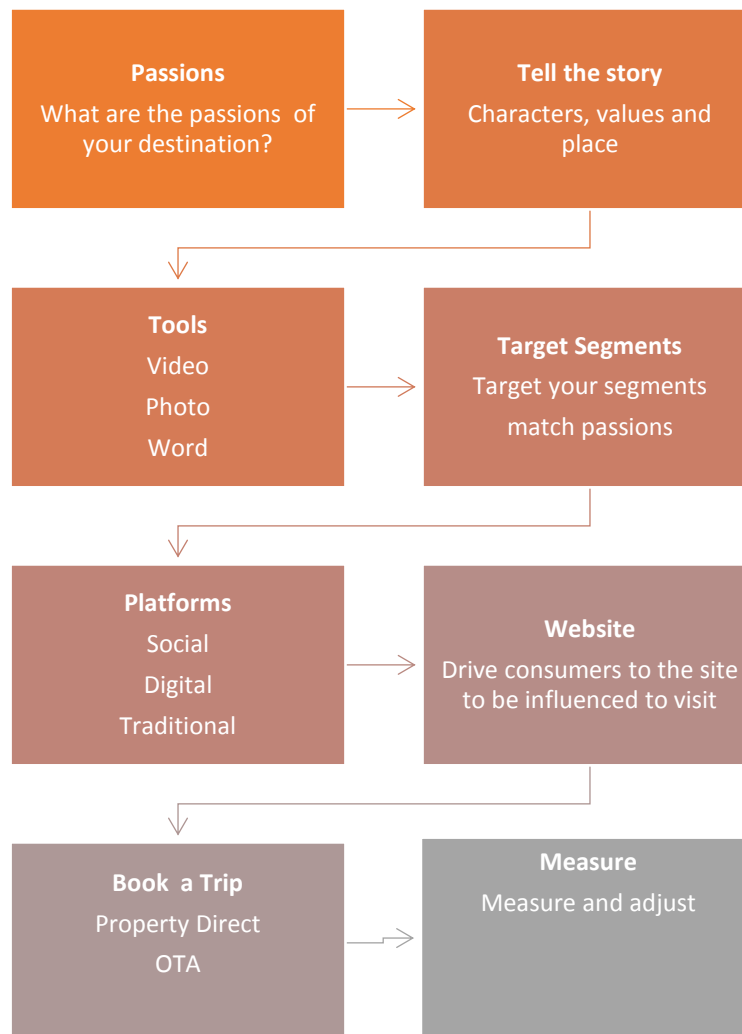 Passions
What are the passions of
your destination?
Tell the story
Characters, values and
place
Tools
Video
Photo
Word
Target Segments
Target your segments
match passions
Platforms
Social
Digital
Traditional
Website
Drive consumers to the site
to be influenced to visit
Book a Trip
Property Direct
OTA
Measure
Measure and adjust